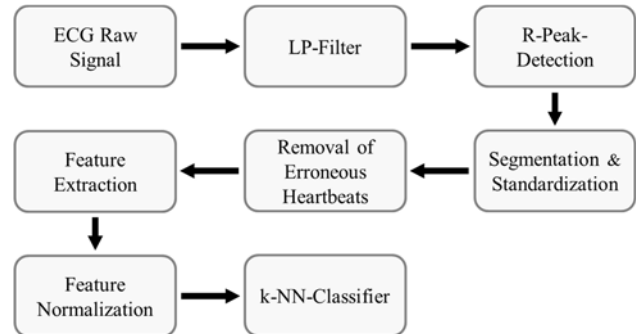 ECG Raw
Signal
LP-Filter
R-Peak-
Detection
Segmentation &
Standardization
Removal of
Erroneous
Heartbeats
Feature
Extraction
Feature
Normalization
k-NN-Classifier